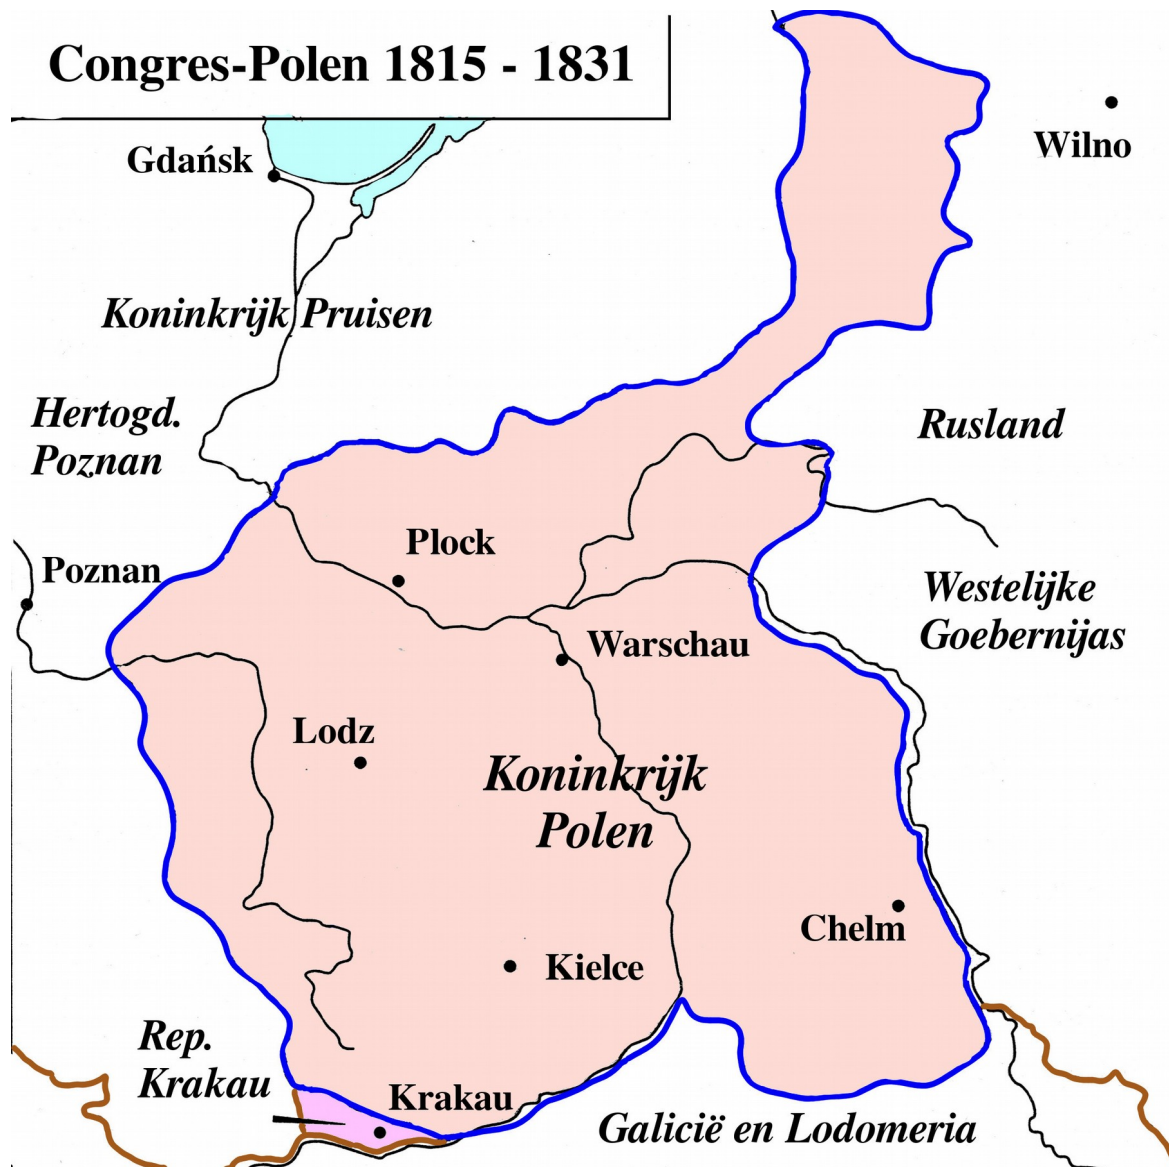 Congres-Polen 1815 - 1831
Wilno
Gdańsk
Koninkrijk Pruisen
Hertogd.
Poznan
Rusland
Plock
Poznan
Westelijke
Goebernijas
Warschau
Lodz
Koninkrijk
Polen
Chelm
Kielce
Rep.
Krakau
Krakau
Galicië en Lodomeria